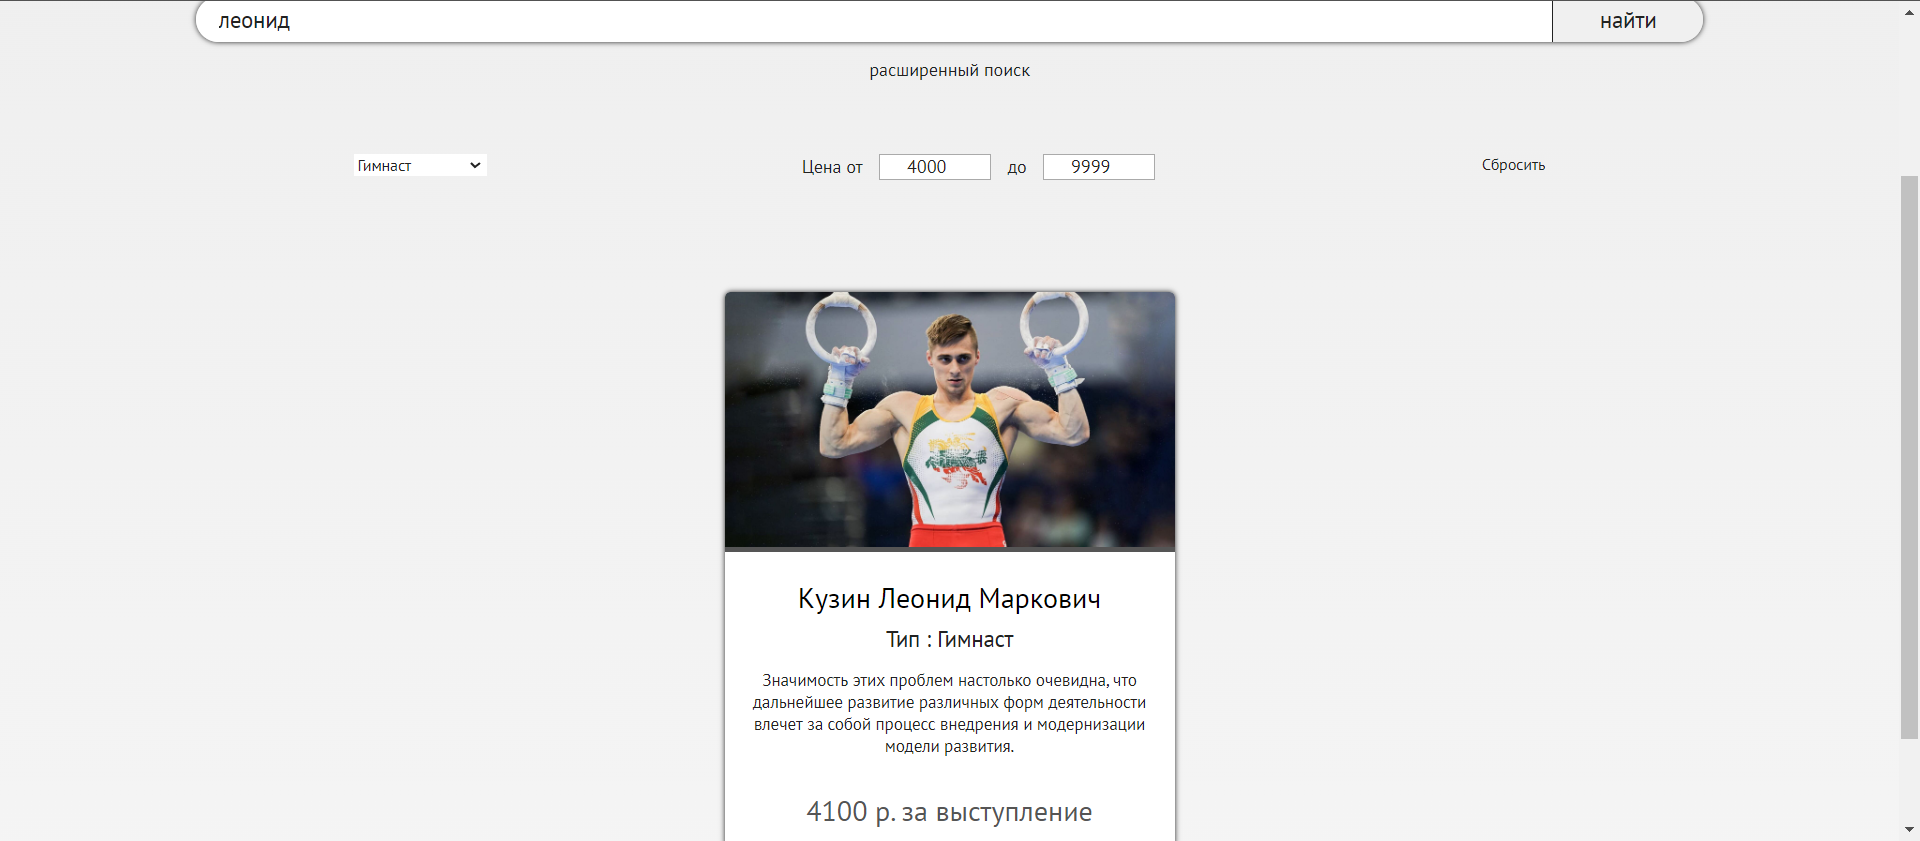 леонид
найти
расширенный поиск
Гимнаст
Цена от 4000 до 9999
Сбросить
Кузин Леонид Маркович
Тип : Гимнаст
Значимость этих проблем настолько очевидна, что
дальнейшее развитие различных форм деятельности
влечет за собой процесс внедрения и модернизации
модели развития.
4100 р. за выступление